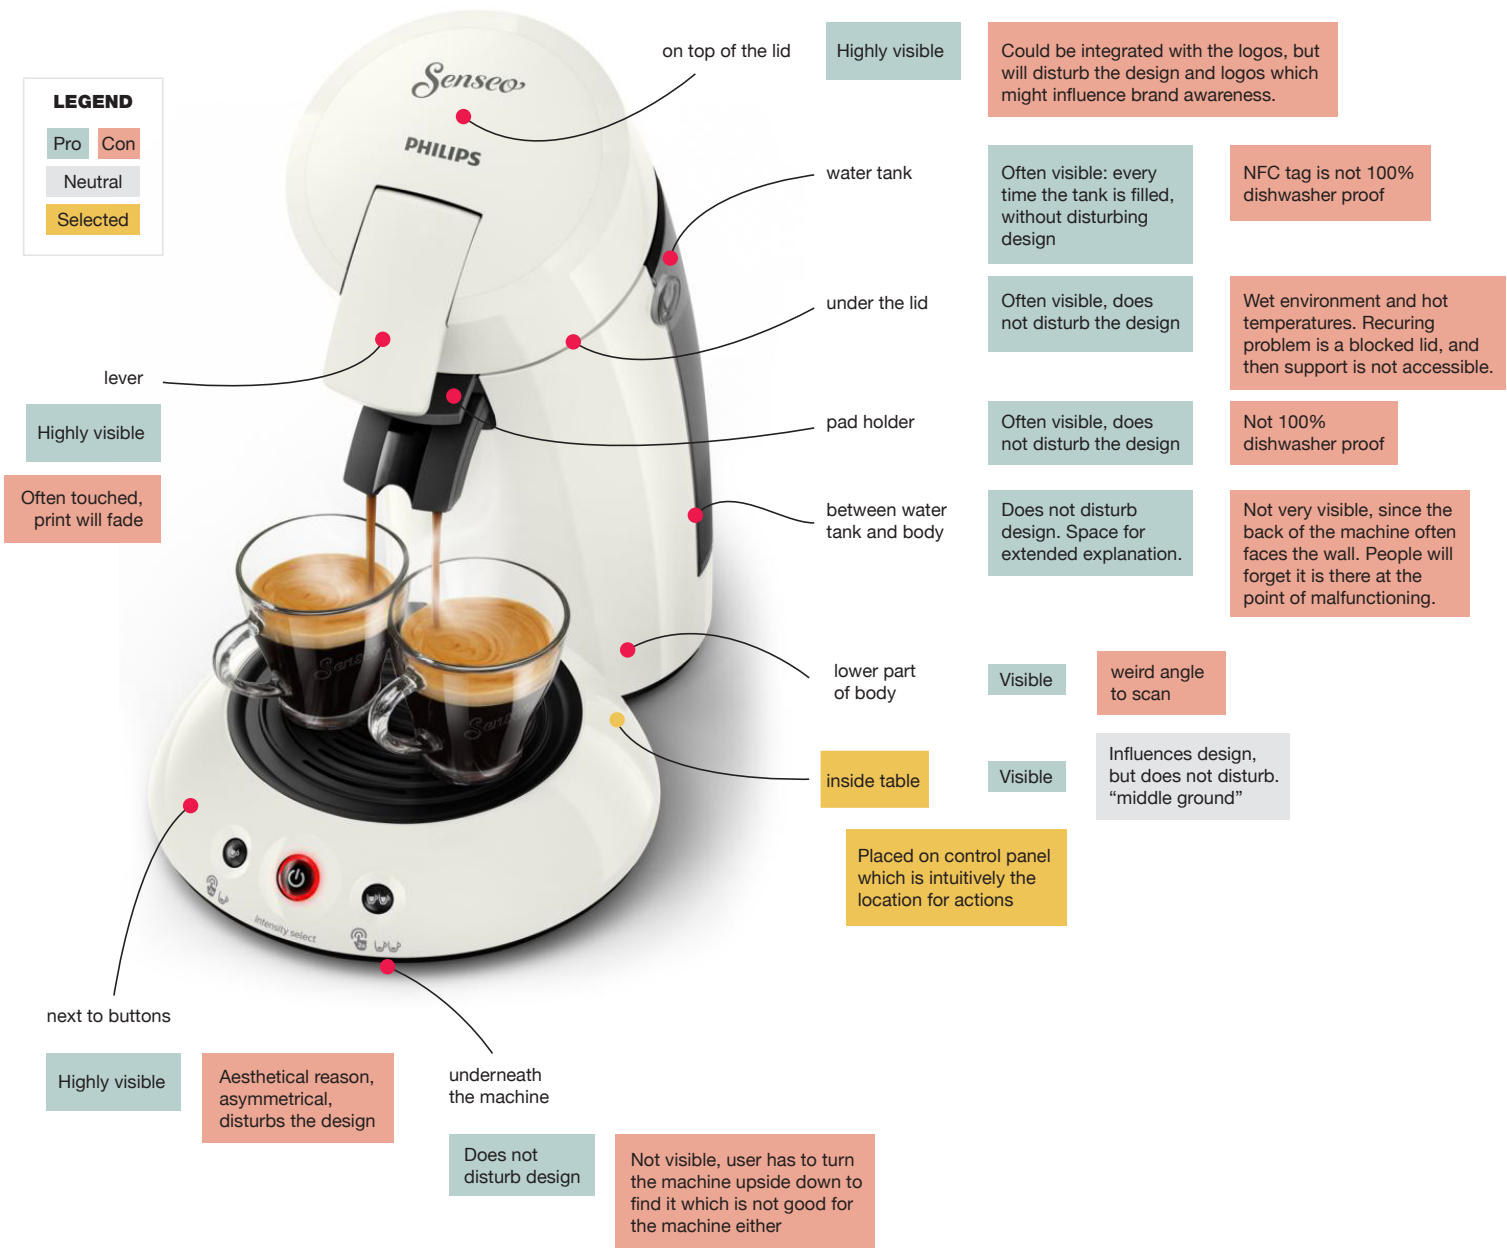 LEGEND
Pro
Con
Neutral
Selected
Senseo
PHILIPS
on top of the lid
Highly visible
Could be integrated with the logos, but
will disturb the design and logos which
might influence brand awareness.
water tank
Often visible: every
time the tank is filled,
without disturbing
design
NFC tag is not 100%
dishwasher proof
under the lid
Often visible, does
not disturb the design
Wet environment and hot
temperatures. Recuring
problem is a blocked lid, and
then support is not accessible.
lever
Highly visible
Often touched,
print will fade
pad holder
Often visible, does
not disturb the design
Not 100%
dishwasher proof
between water
tank and body
Does not disturb
design. Space for
extended explanation.
Not very visible, since the
back of the machine often
faces the wall. People will
forget it is there at the
point of malfunctioning.
lower part
of body
Visible
weird angle
to scan
inside table
Visible
Influences design,
but does not disturb.
“middle ground”
Placed on control panel
which is intuitively the
location for actions
Intensity select
next to buttons
Highly visible
Aesthetical reason,
asymmetrical,
disturbs the design
underneath
the machine
Does not
disturb design
Not visible, user has to turn
the machine upside down to
find it which is not good for
the machine either